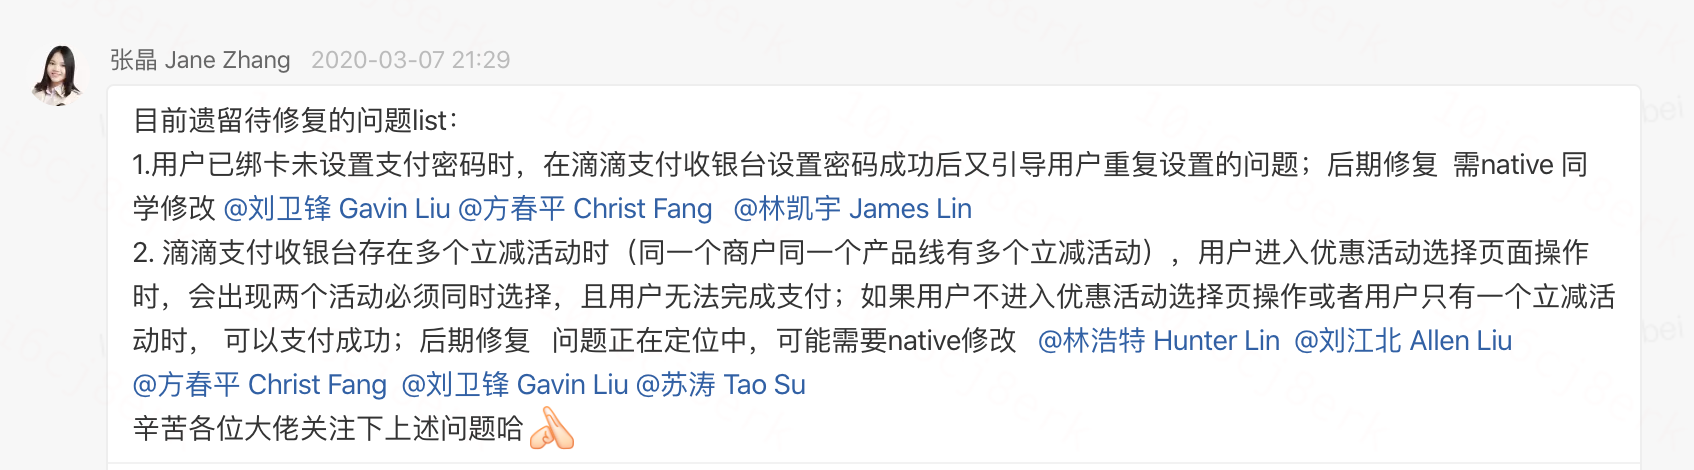 张晶 Jane Zhang 2020-03-07 21:29
目前遗留待修复的问题list：
1.用户已绑卡未设置支付密码时，在滴滴支付收银台设置密码成功后又引导用户重复设置的问题；后期修复 需native 同
学修改 @刘卫锋 Gavin Liu @方春平 Christ Fang @林凯宇 James Lin
2. 滴滴支付收银台存在多个立减活动时（同一个商户同一个产品线有多个立减活动），用户进入优惠活动选择页面操作
时，会出现两个活动必须同时选择，且用户无法完成支付；如果用户不进入优惠活动选择页操作或者用户只有一个立减活
动时， 可以支付成功；后期修复 问题正在定位中，可能需要native修改 @林浩特 Hunter Lin @刘江北 Allen Liu
@方春平 Christ Fang @刘卫锋 Gavin Liu @苏涛 Tao Su
辛苦各位大佬关注下上述问题哈